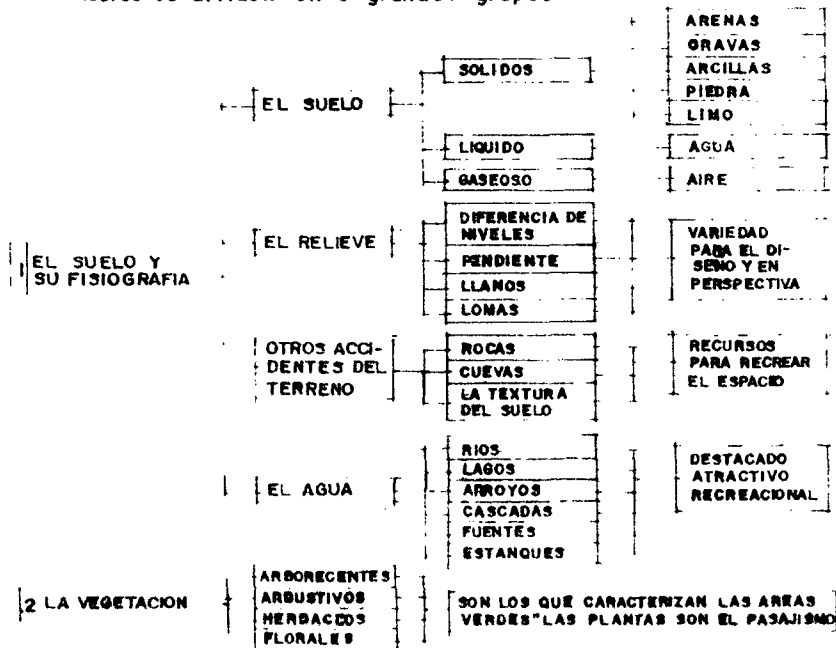 ARENAS
GRAVAS
SOLIDOS
ARCILLAS
EL SUELO
PIEDRA
LIMO
LIQUIDO
AGUA
GASEOSO
AIRE
1 EL SUELO Y
SU FISIOGRAFIA
EL RELIEVE
DIFERENCIA DE
NIVELES
PENDIENTE
LLANOS
LOMAS
VARIEDAD
PARA EL DI-
SEÑO Y EN
PERSPECTIVA
OTROS ACCI-
DENTES DEL
TERRENO
ROCAS
CUEVAS
LA TEXTURA
DEL SUELO
RECURSOS
PARA RECREAR
EL ESPACIO
EL AGUA
RIOS
LAGOS
ARROYOS
CASCADAS
FUENTES
ESTANQUES
DESTACADO
ATRACTIVO
RECREACIONAL
2 LA VEGETACION
ARBORECENTES
ARBUSTIVOS
HERBACEOS
FLORALES
SON LOS QUE CARACTERIZAN LAS AREAS
VERDES "LAS PLANTAS SON EL PASAJISMO